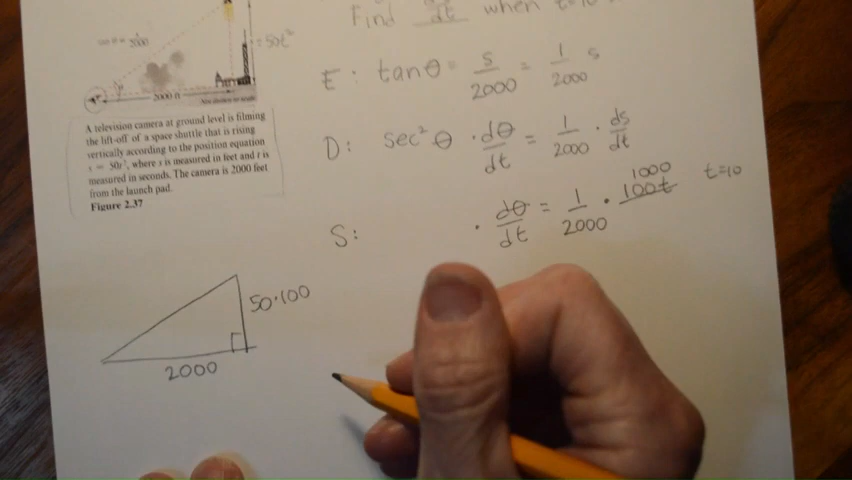 Find dθ/dt when t=10
= 50t²
2000 ft
E: tanθ = s/2000 = 1/2000 s
A television camera at ground level is filming
the lift-off of a space shuttle that is rising
vertically according to the position equation
s = 50t², where s is measured in feet and t is
measured in seconds. The camera is 2000 feet
from the launch pad.
Figure 2.37
D: sec²θ · dθ/dt = 1/2000 · ds/dt
S: · dθ/dt = 1/2000 · 100t 1000 t=10
50·100
2000